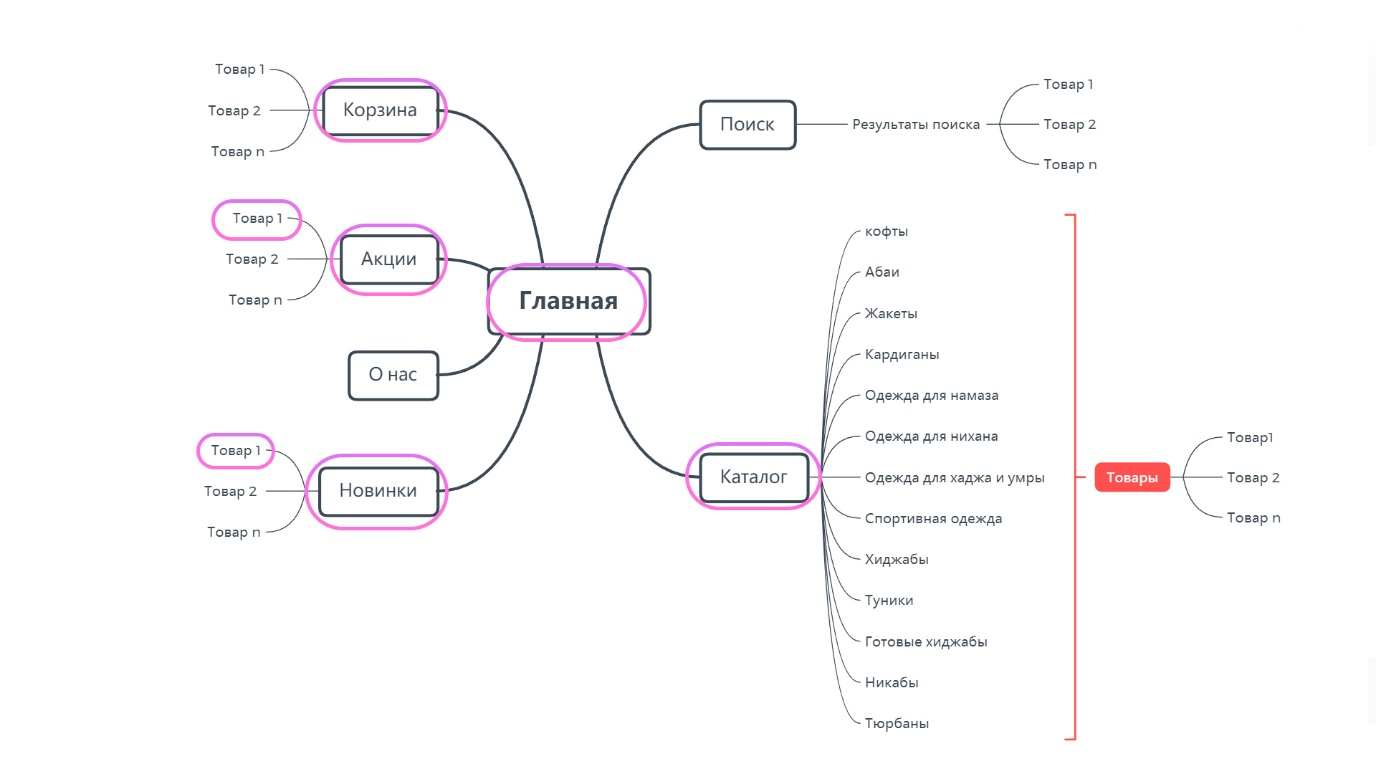 Товар 1
Товар 2
Товар n
Корзина
Товар 1
Товар 2
Товар n
Акции
О нас
Товар 1
Товар 2
Товар n
Новинки
Главная
Поиск
Результаты поиска
Товар 1
Товар 2
Товар n
Каталог
кофты
Абаи
Жакеты
Кардиганы
Одежда для намаза
Одежда для нихана
Одежда для хаджа и умры
Спортивная одежда
Хиджабы
Туники
Готовые хиджабы
Никабы
Тюрбаны
Товары
Товар1
Товар 2
Товар n